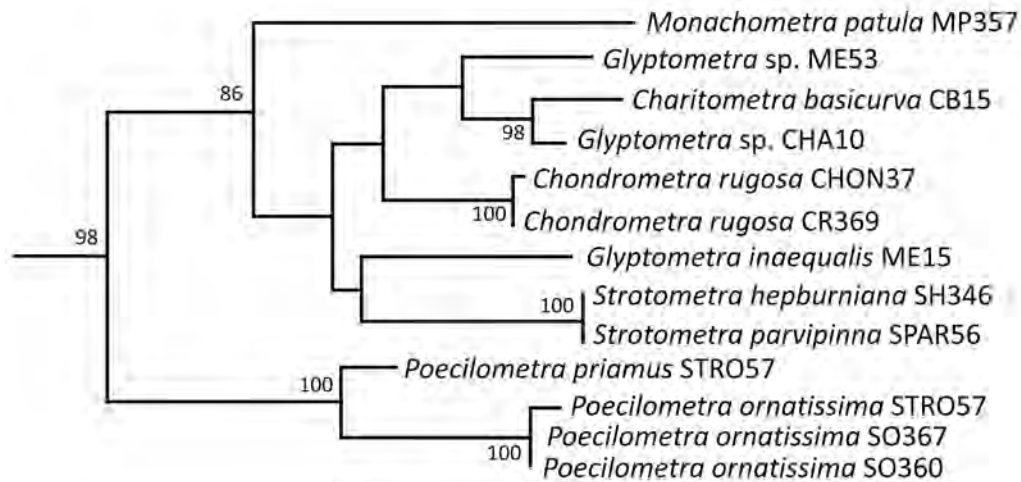 Monachometra patula MP357
86
Glyptometra sp. ME53
Charitometra basicurva CB15
98
Glyptometra sp. CHA10
Chondrometra rugosa CHON37
100
Chondrometra rugosa CR369
98
Glyptometra inaequalis ME15
Strotometra hepburniana SH346
100
Strotometra parvipinna SPAR56
Poecilometra priamus STRO57
100
Poecilometra ornatissima STRO57
Poecilometra ornatissima SO367
100
Poecilometra ornatissima SO360